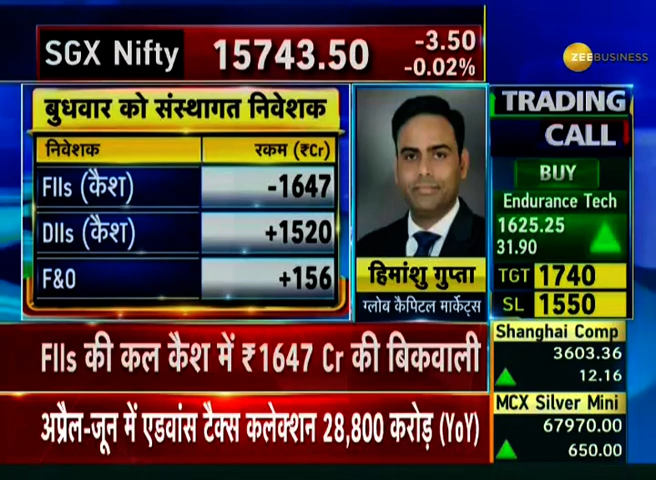 SGX Nifty 15743.50 -3.50
-0.02%
ZEEBUSINESS
बुधवार को संस्थागत निवेशक
निवेशक रकम (₹Cr)
FIIs (कैश) -1647
DIIs (कैश) +1520
F&O +156
हिमांशु गुप्ता
ग्लोब कैपिटल मार्केट्स
TRADING
CALL
BUY
Endurance Tech
1625.25
31.90
TGT 1740
SL 1550
Shanghai Comp
3603.36
12.16
MCX Silver Mini
67970.00
650.00
FIIs की कल कैश में ₹1647 Cr की बिकवाली
अप्रैल-जून में एडवांस टैक्स कलेक्शन 28,800 करोड़ (YoY)